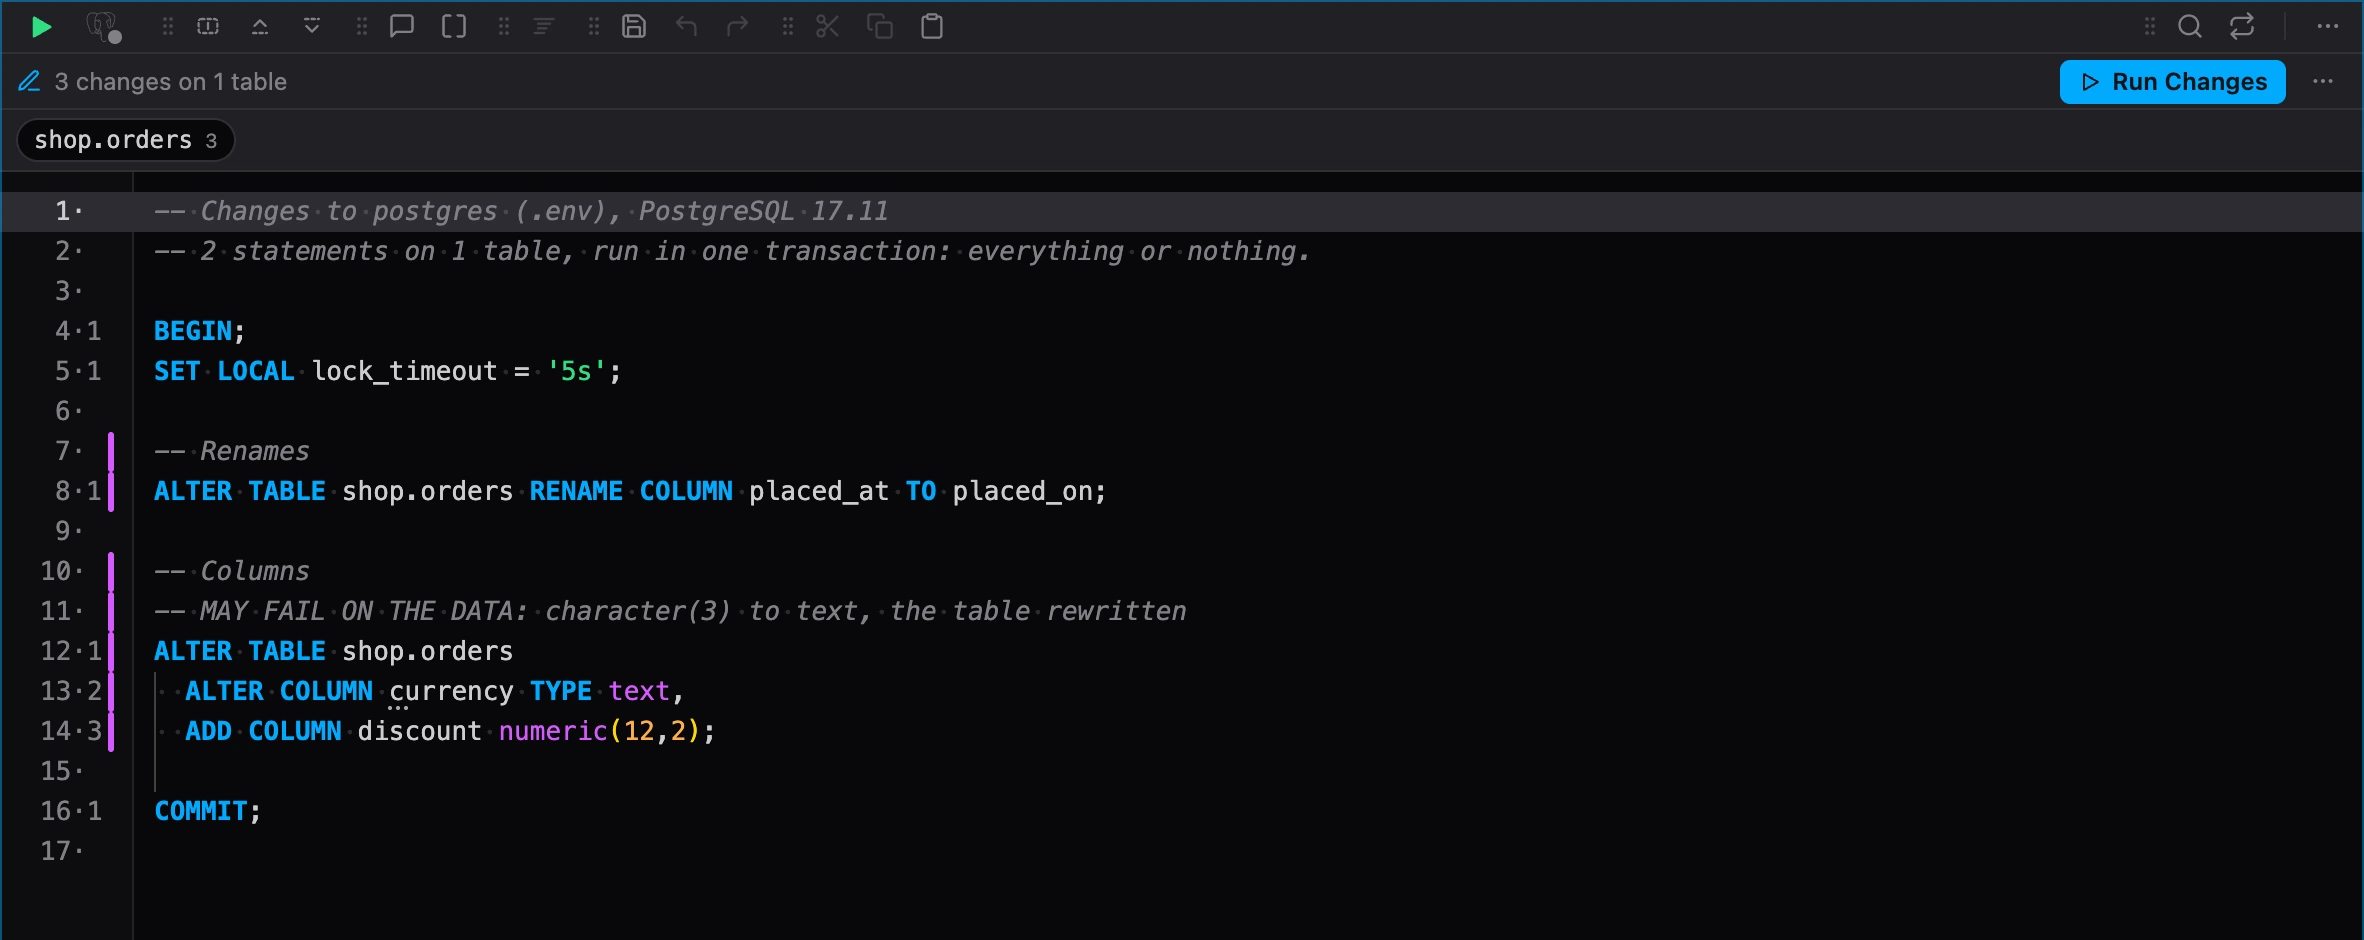 3 changes on 1 table
Run Changes
shop.orders 3
1 -- Changes to postgres (.env), PostgreSQL 17.11
2 -- 2 statements on 1 table, run in one transaction: everything or nothing.
3
4·1 BEGIN;
5·1 SET LOCAL lock_timeout = '5s';
6
7 -- Renames
8·1 ALTER TABLE shop.orders RENAME COLUMN placed_at TO placed_on;
9
10 -- Columns
11 -- MAY FAIL ON THE DATA: character(3) to text, the table rewritten
12·1 ALTER TABLE shop.orders
13·2   ALTER COLUMN currency TYPE text,
14·3   ADD COLUMN discount numeric(12,2);
15
16·1 COMMIT;
17